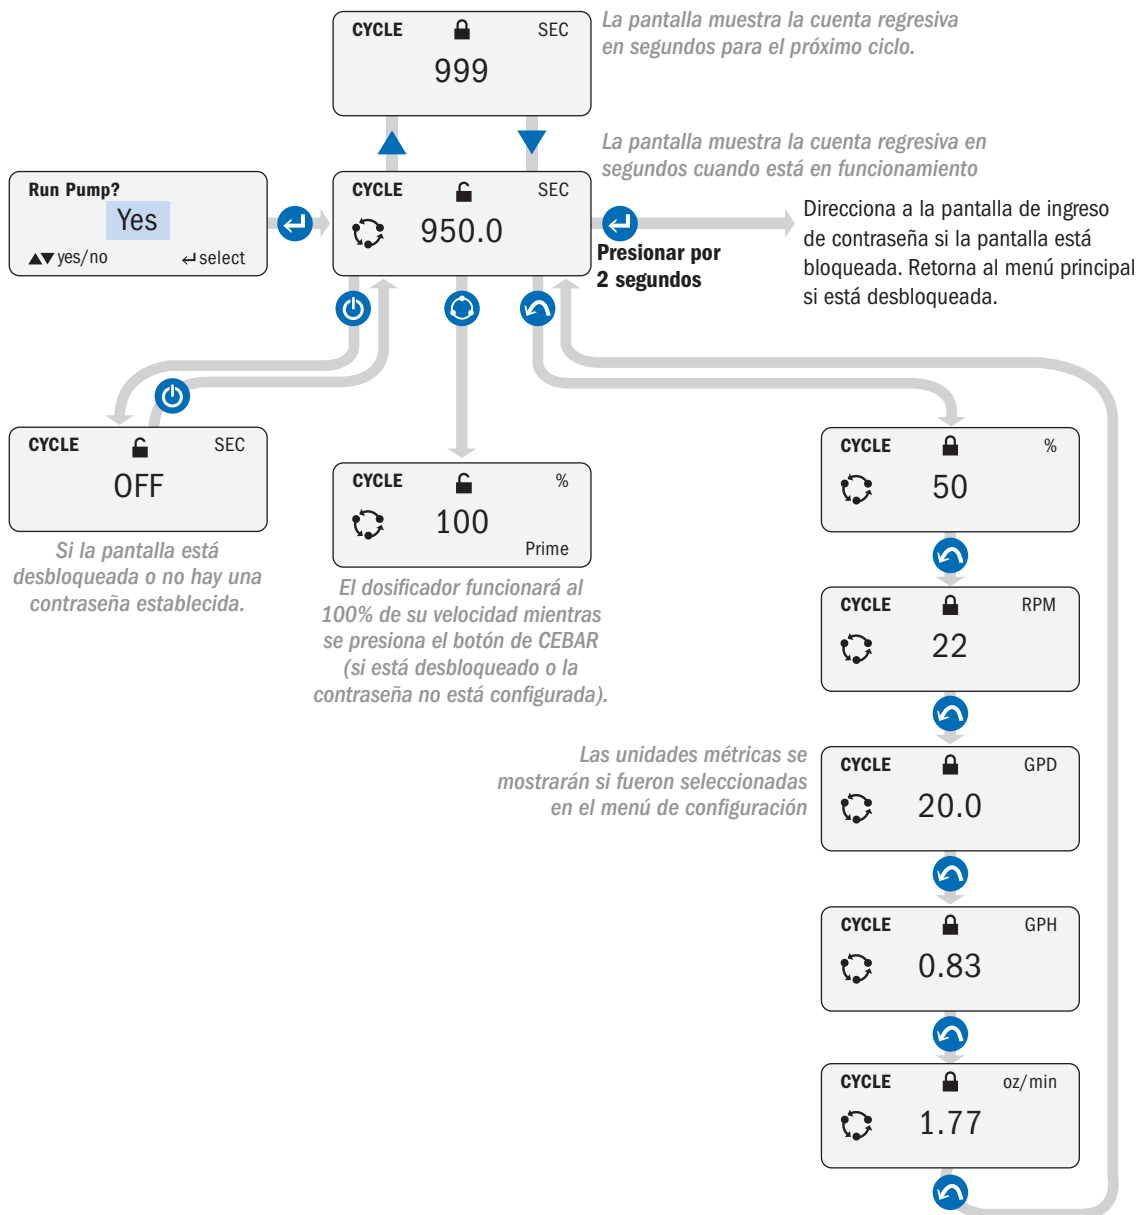 CYCLE SEC
999
La pantalla muestra la cuenta regresiva
en segundos para el próximo ciclo.
La pantalla muestra la cuenta regresiva en
segundos cuando está en funcionamiento
Run Pump?
Yes
▲▼ yes/no ↵ select
CYCLE SEC
950.0
Presionar por
2 segundos
Direcciona a la pantalla de ingreso
de contraseña si la pantalla está
bloqueada. Retorna al menú principal
si está desbloqueada.
CYCLE SEC
OFF
Si la pantalla está
desbloqueada o no hay una
contraseña establecida.
CYCLE %
100
Prime
El dosificador funcionará al
100% de su velocidad mientras
se presiona el botón de CEBAR
(si está desbloqueado o la
contraseña no está configurada).
CYCLE %
50
CYCLE RPM
22
Las unidades métricas se
mostrarán si fueron seleccionadas
en el menú de configuración
CYCLE GPD
20.0
CYCLE GPH
0.83
CYCLE oz/min
1.77